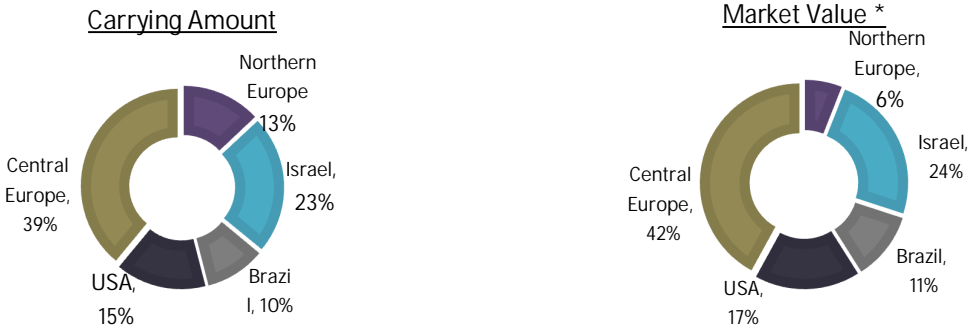 Carrying Amount
Northern
Europe
13%
Israel,
23%
Brazi
l, 10%
USA,
15%
Central
Europe,
39%
Market Value *
Northern
Europe,
6%
Israel,
24%
Brazil,
11%
USA,
17%
Central
Europe,
42%